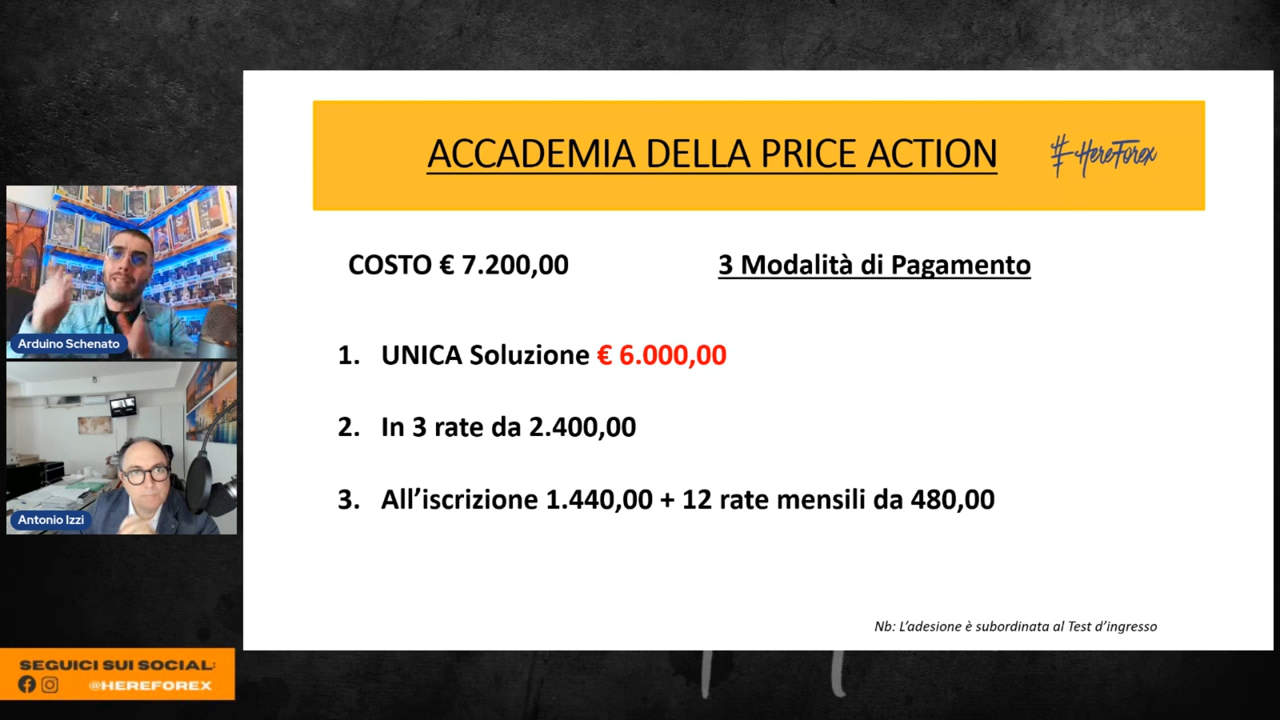 ACCADEMIA DELLA PRICE ACTION
#HereForex
COSTO € 7.200,00
3 Modalità di Pagamento
1. UNICA Soluzione € 6.000,00
2. In 3 rate da 2.400,00
3. All’iscrizione 1.440,00 + 12 rate mensili da 480,00
Nb: L’adesione è subordinata al Test d’ingresso
Arduino Schenato
Antonio Izzi
SEGUICI SUI SOCIAL:
@HEREFOREX